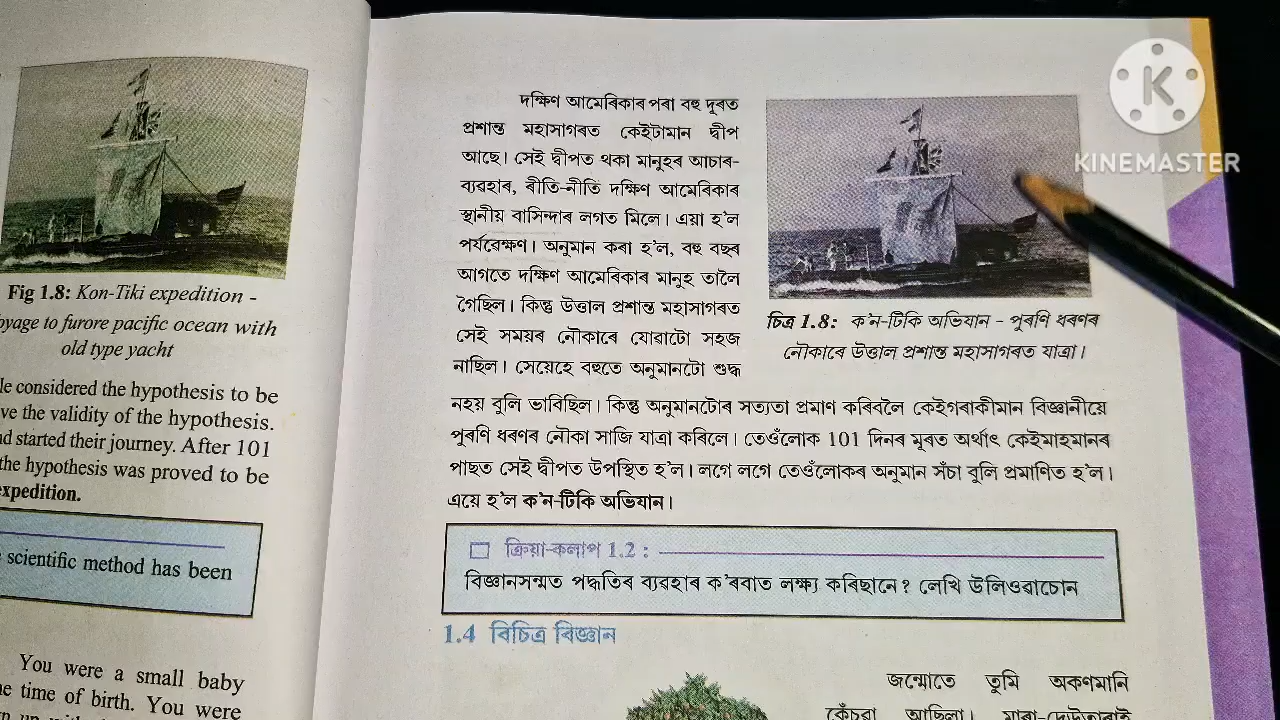 Fig 1.8: Kon-Tiki expedition -
oyage to furore pacific ocean with
old type yacht
le considered the hypothesis to be
ve the validity of the hypothesis.
nd started their journey. After 101
the hypothesis was proved to be
expedition.
scientific method has been
You were a small baby
e time of birth. You were
দক্ষিণ আমেৰিকাৰ পৰা বহু দূৰত
প্ৰশান্ত মহাসাগৰত কেইটামান দ্বীপ
আছে। সেই দ্বীপত থকা মানুহৰ আচাৰ-
ব্যৱহাৰ, ৰীতি-নীতি দক্ষিণ আমেৰিকাৰ
স্থানীয় বাসিন্দাৰ লগত মিলে। এয়া হ'ল
পৰ্যবেক্ষণ। অনুমান কৰা হ'ল, বহু বছৰ
আগতে দক্ষিণ আমেৰিকাৰ মানুহ তালৈ
গৈছিল। কিন্তু উত্তাল প্ৰশান্ত মহাসাগৰত
সেই সময়ৰ নৌকাৰে যোৱাটো সহজ
নাছিল। সেয়েহে বহুতে অনুমানটো শুদ্ধ
নহয় বুলি ভাবিছিল। কিন্তু অনুমানটোৰ সত্যতা প্ৰমাণ কৰিবলৈ কেইগৰাকীমান বিজ্ঞানীয়ে
পুৰণি ধৰণৰ নৌকা সাজি যাত্ৰা কৰিলে। তেওঁলোক 101 দিনৰ মূৰত অৰ্থাৎ কেইমাহমানৰ
পাছত সেই দ্বীপত উপস্থিত হ'ল। লগে লগে তেওঁলোকৰ অনুমান সঁচা বুলি প্ৰমাণিত হ'ল।
এয়ে হ'ল ক'ন-টিকি অভিযান।
চিত্ৰ 1.8: ক'ন-টিকি অভিযান - পুৰণি ধৰণৰ
নৌকাৰে উত্তাল প্ৰশান্ত মহাসাগৰত যাত্ৰা।
ক্ৰিয়া-কলাপ 1.2 :
বিজ্ঞানসন্মত পদ্ধতিৰ ব্যৱহাৰ ক'ৰবাত লক্ষ্য কৰিছানে? লেখি উলিওৱাচোন
1.4 বিচিত্ৰ বিজ্ঞান
জন্মোতে তুমি অকণমানি
কেঁচুৱা আছিলা।
K
KINEMASTER